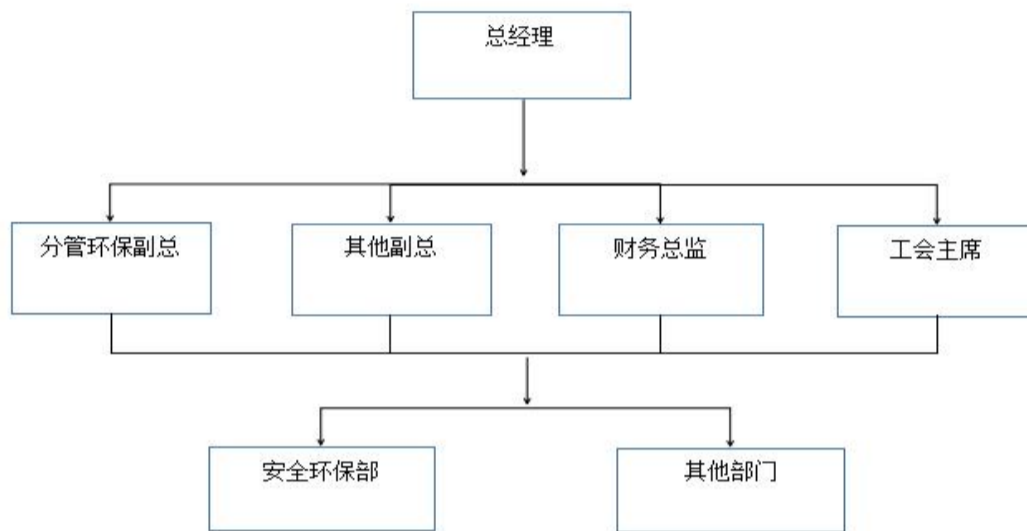 总经理
分管环保副总
其他副总
财务总监
工会主席
安全环保部
其他部门